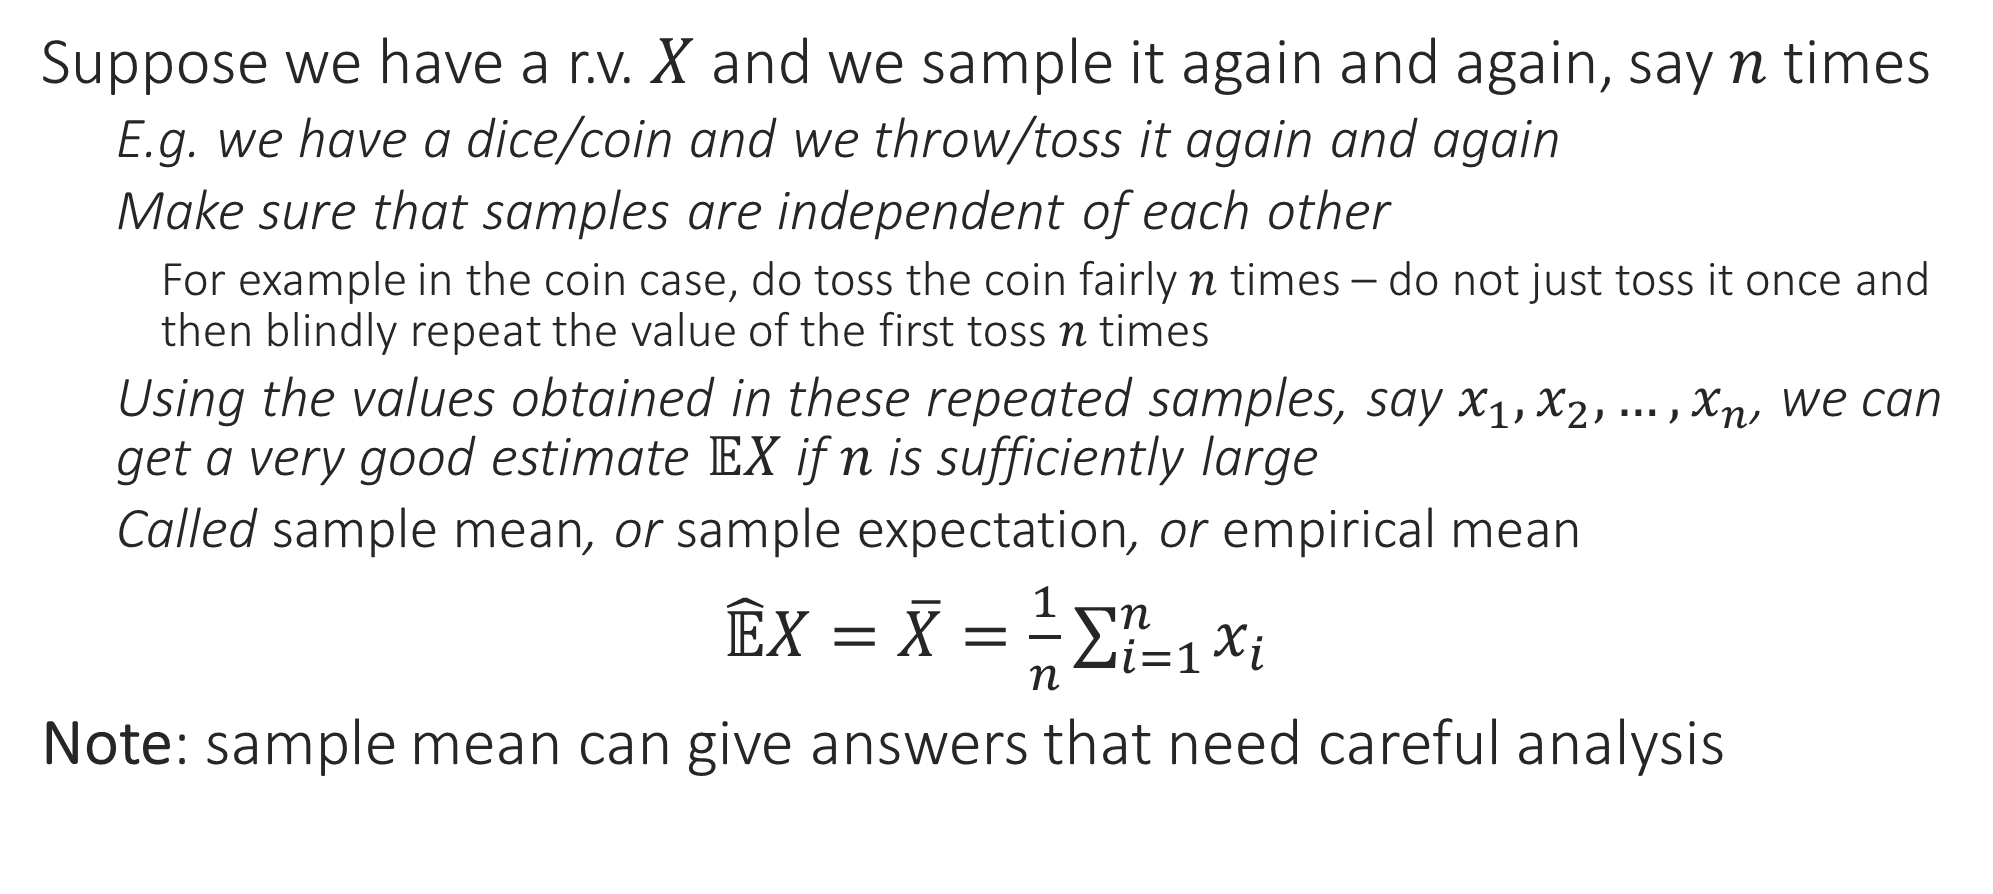 Suppose we have a r.v. X and we sample it again and again, say n times
E.g. we have a dice/coin and we throw/toss it again and again
Make sure that samples are independent of each other
For example in the coin case, do toss the coin fairly n times – do not just toss it once and
then blindly repeat the value of the first toss n times
Using the values obtained in these repeated samples, say x₁, x₂, … , xₙ, we can
get a very good estimate 𝔼X if n is sufficiently large
Called sample mean, or sample expectation, or empirical mean
𝔼̂X = X̄ = 1/n ∑ⁿᵢ₌₁ xᵢ
Note: sample mean can give answers that need careful analysis